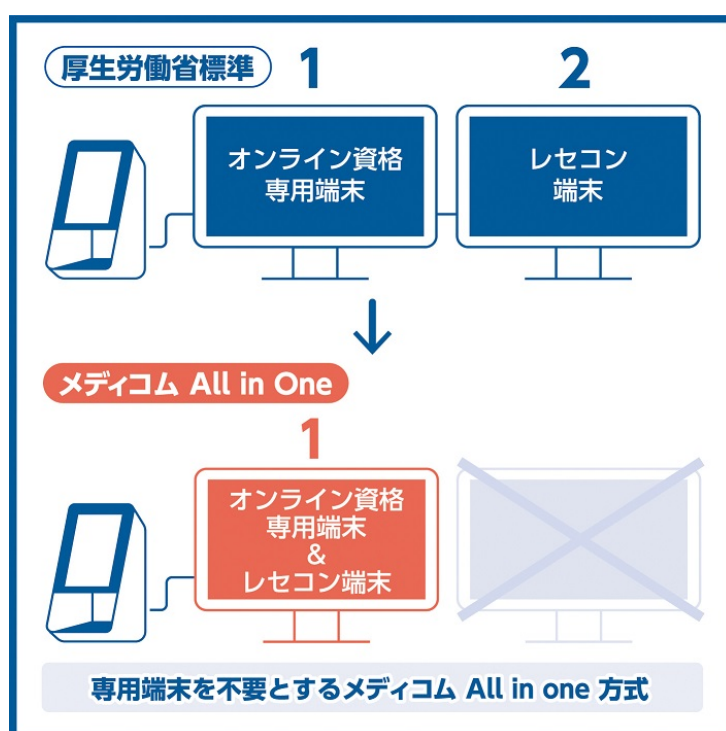 厚生労働省標準
1
2
オンライン資格
専用端末
レセコン
端末
メディコム All in One
1
オンライン資格
専用端末
&
レセコン端末
専用端末を不要とするメディコム All in one 方式